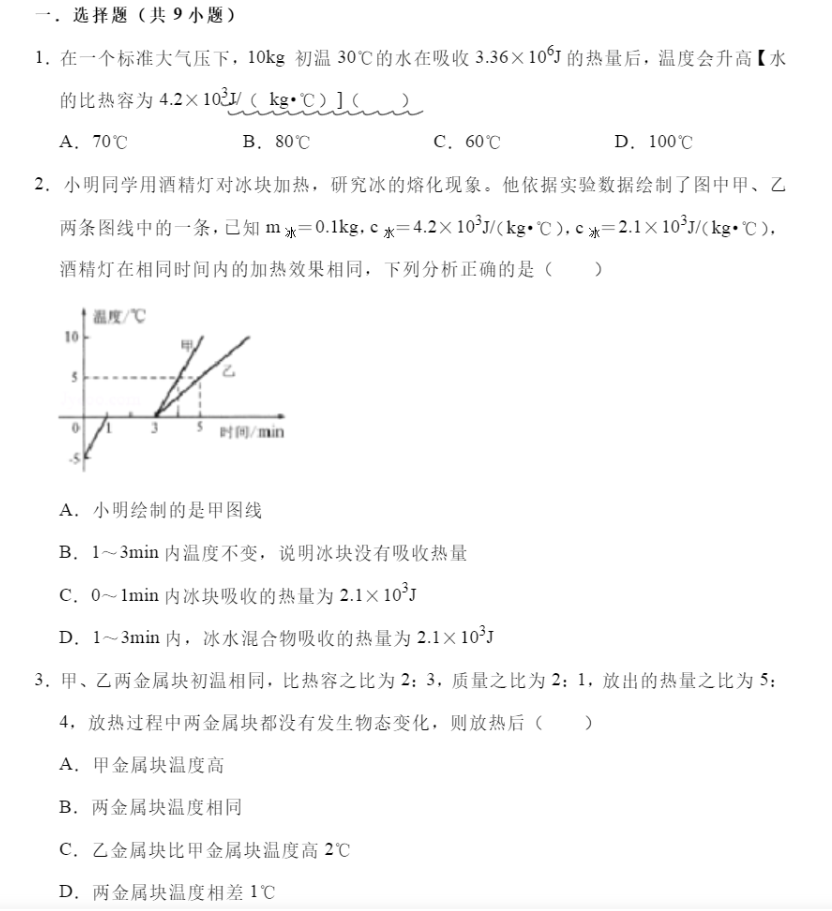 一．选择题（共 9 小题）
1．在一个标准大气压下，10kg 初温 30℃的水在吸收 3.36×10⁶J 的热量后，温度会升高【水
的比热容为 4.2×10³J/（ kg•℃）]（　　）
A．70℃ B．80℃ C．60℃ D．100℃
2．小明同学用酒精灯对冰块加热，研究冰的熔化现象。他依据实验数据绘制了图中甲、乙
两条图线中的一条，已知 m冰＝0.1kg，c水＝4.2×10³J/（kg•℃），c冰＝2.1×10³J/（kg•℃），
酒精灯在相同时间内的加热效果相同，下列分析正确的是（　　）
温度/℃
10
甲
5
乙
0 1 3 5 时间/min
-5
A．小明绘制的是甲图线
B．1～3min 内温度不变，说明冰块没有吸收热量
C．0～1min 内冰块吸收的热量为 2.1×10³J
D．1～3min 内，冰水混合物吸收的热量为 2.1×10³J
3．甲、乙两金属块初温相同，比热容之比为 2：3，质量之比为 2：1，放出的热量之比为 5：
4，放热过程中两金属块都没有发生物态变化，则放热后（　　）
A．甲金属块温度高
B．两金属块温度相同
C．乙金属块比甲金属块温度高 2℃
D．两金属块温度相差 1℃